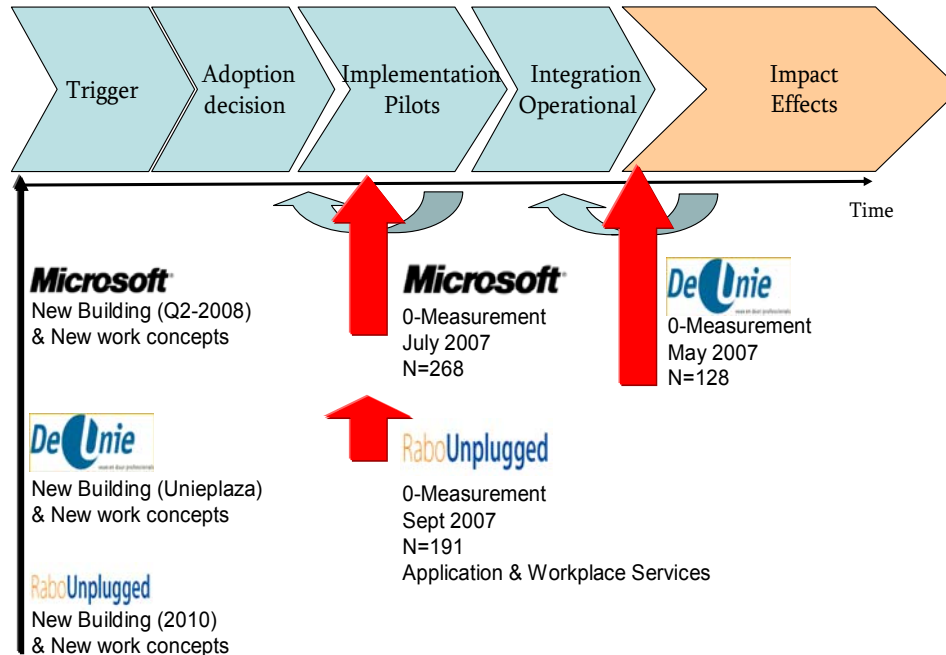 Trigger
Adoption
decision
Implementation
Pilots
Integration
Operational
Impact
Effects
Time
Microsoft
New Building (Q2-2008)
& New work concepts
De Unie
New Building (Unieplaza)
& New work concepts
RaboUnplugged
New Building (2010)
& New work concepts
Microsoft
0-Measurement
July 2007
N=268
RaboUnplugged
0-Measurement
Sept 2007
N=191
Application & Workplace Services
De Unie
0-Measurement
May 2007
N=128